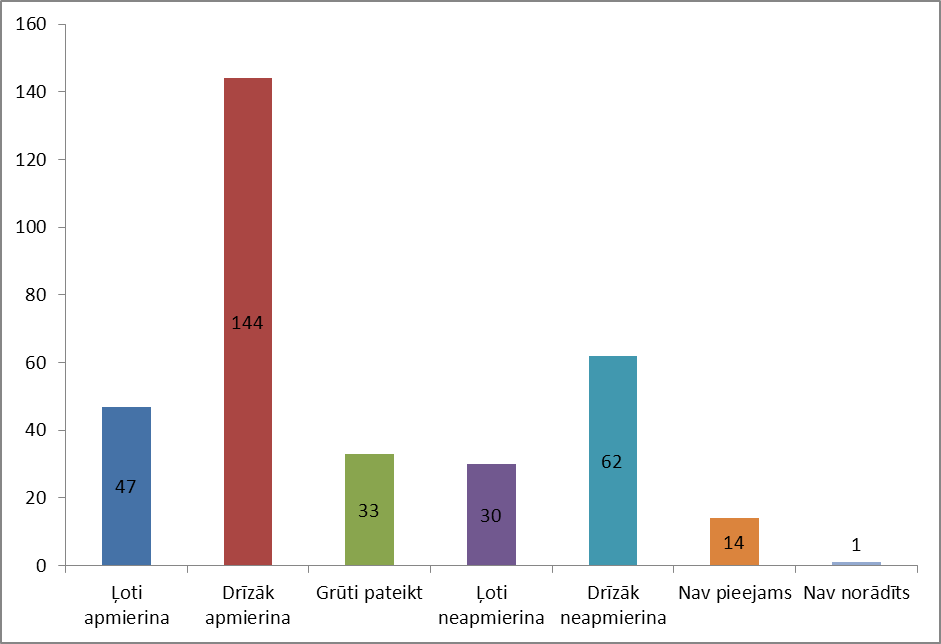 160
140
120
100
80
60
40
20
0
47
144
33
30
62
14
1
Ļoti
apmierina
Drīzāk
apmierina
Grūti pateikt
Ļoti
neapmierina
Drīzāk
neapmierina
Nav pieejams
Nav norādīts